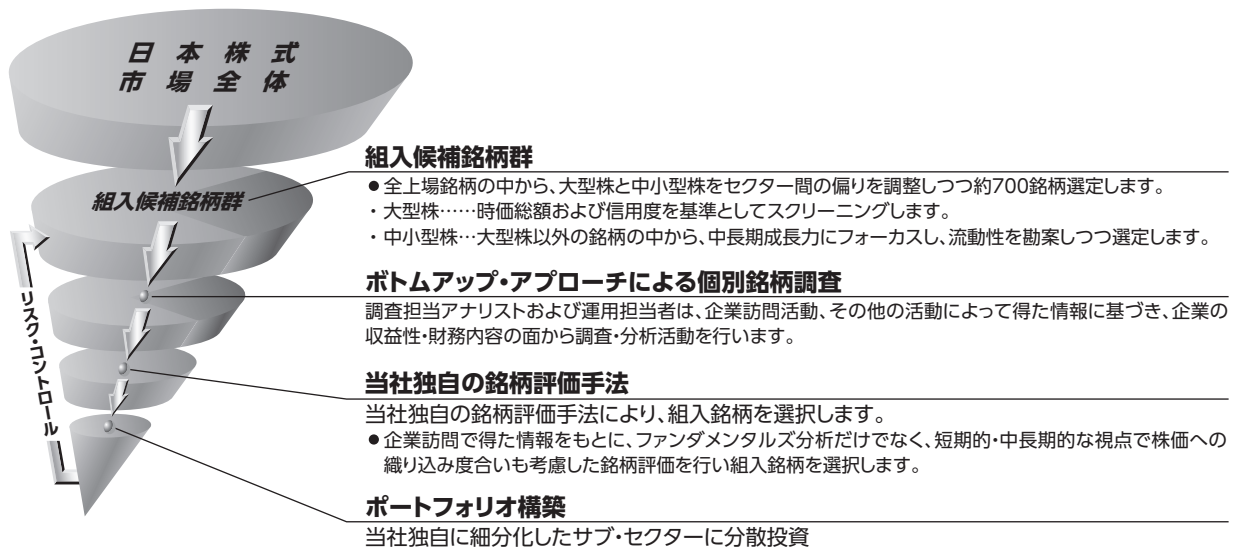 日本株式
市場全体
組入候補銘柄群
リスク・コントロール
組入候補銘柄群
●全上場銘柄の中から、大型株と中小型株をセクター間の偏りを調整しつつ約700銘柄選定します。
・大型株……時価総額および信用度を基準としてスクリーニングします。
・中小型株…大型株以外の銘柄の中から、中長期成長力にフォーカスし、流動性を勘案しつつ選定します。
ボトムアップ・アプローチによる個別銘柄調査
調査担当アナリストおよび運用担当者は、企業訪問活動、その他の活動によって得た情報に基づき、企業の
収益性・財務内容の面から調査・分析活動を行います。
当社独自の銘柄評価手法
当社独自の銘柄評価手法により、組入銘柄を選択します。
●企業訪問で得た情報をもとに、ファンダメンタルズ分析だけでなく、短期的・中長期的な視点で株価への
織り込み度合いも考慮した銘柄評価を行い組入銘柄を選択します。
ポートフォリオ構築
当社独自に細分化したサブ・セクターに分散投資